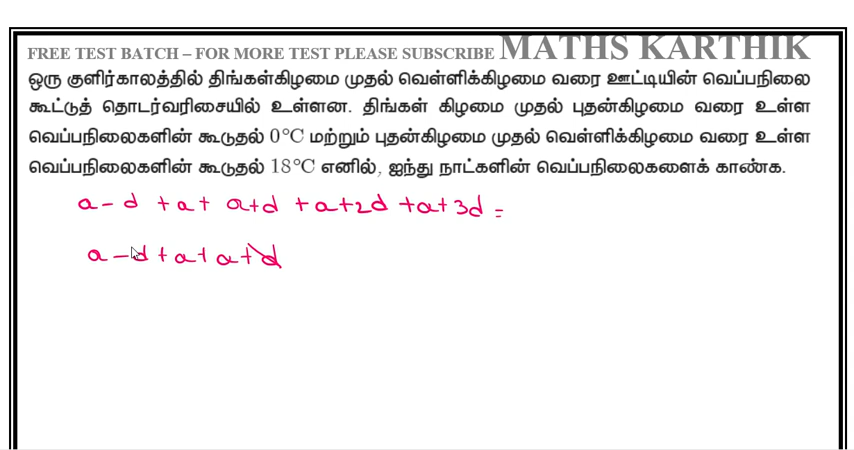 FREE TEST BATCH – FOR MORE TEST PLEASE SUBSCRIBE MATHS KARTHIK
ஒரு குளிர்காலத்தில் திங்கள்கிழமை முதல் வெள்ளிக்கிழமை வரை ஊட்டியின் வெப்பநிலை
கூட்டுத் தொடர்வரிசையில் உள்ளன. திங்கள் கிழமை முதல் புதன்கிழமை வரை உள்ள
வெப்பநிலைகளின் கூடுதல் 0°C மற்றும் புதன்கிழமை முதல் வெள்ளிக்கிழமை வரை உள்ள
வெப்பநிலைகளின் கூடுதல் 18°C எனில், ஐந்து நாட்களின் வெப்பநிலைகளைக் காண்க.
a - d + a + a+d + a+2d + a+3d =
a - d + a + a + d